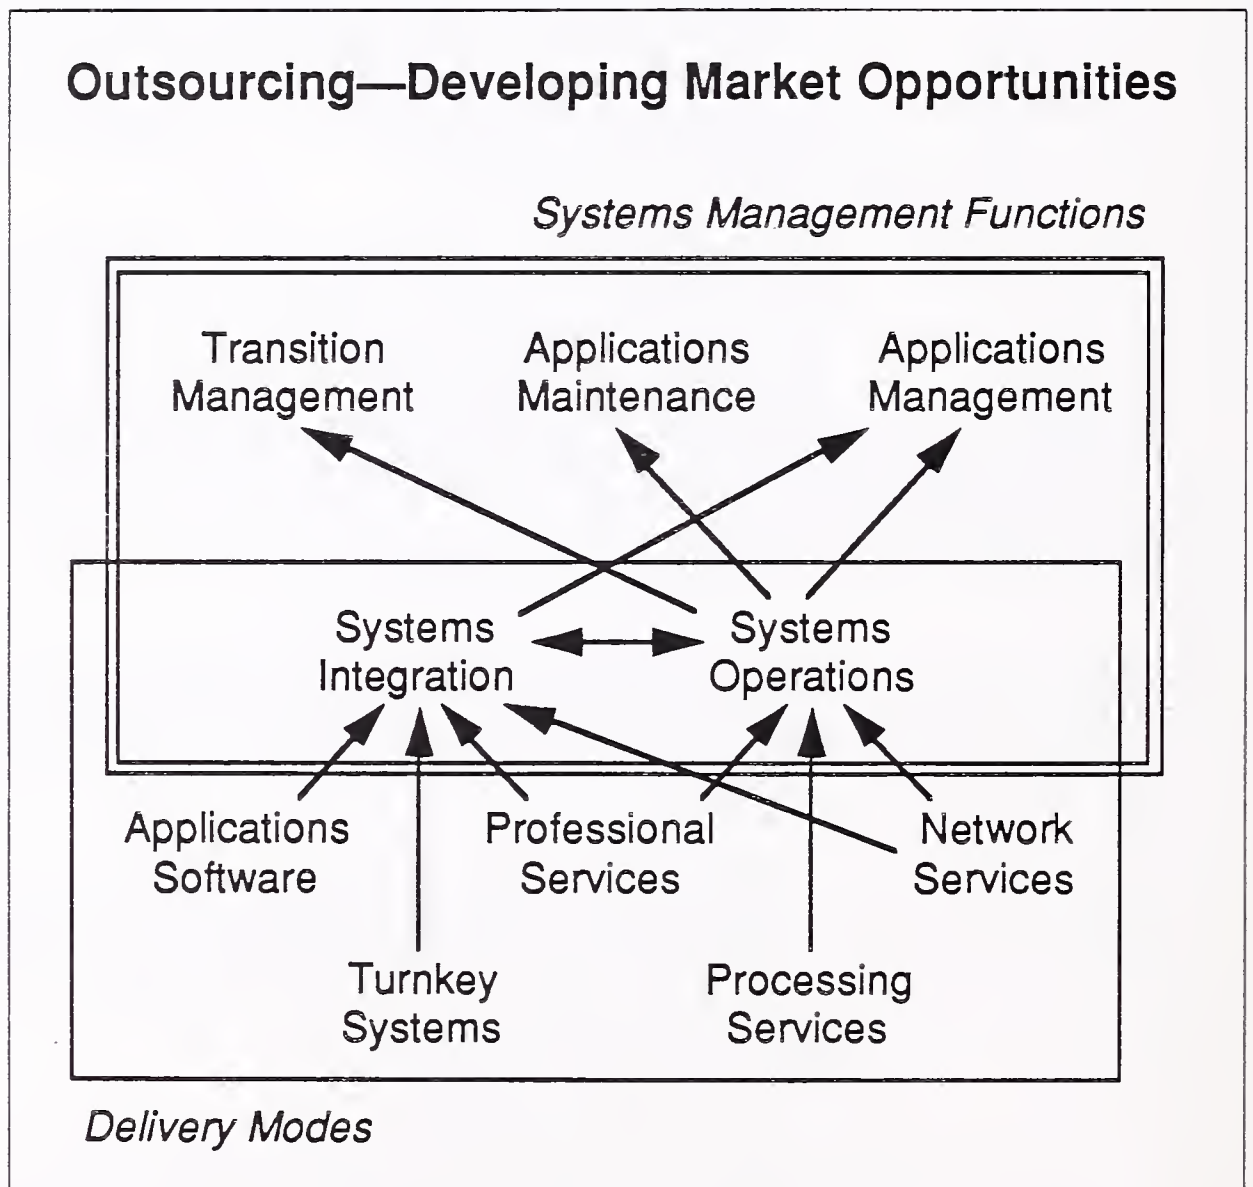 Outsourcing—Developing Market Opportunities
Systems Management Functions
Transition
Management
Applications
Maintenance
Applications
Management
Systems
Integration
Systems
Operations
Applications
Software
Professional
Services
Network
Services
Turnkey
Systems
Processing
Services
Delivery Modes